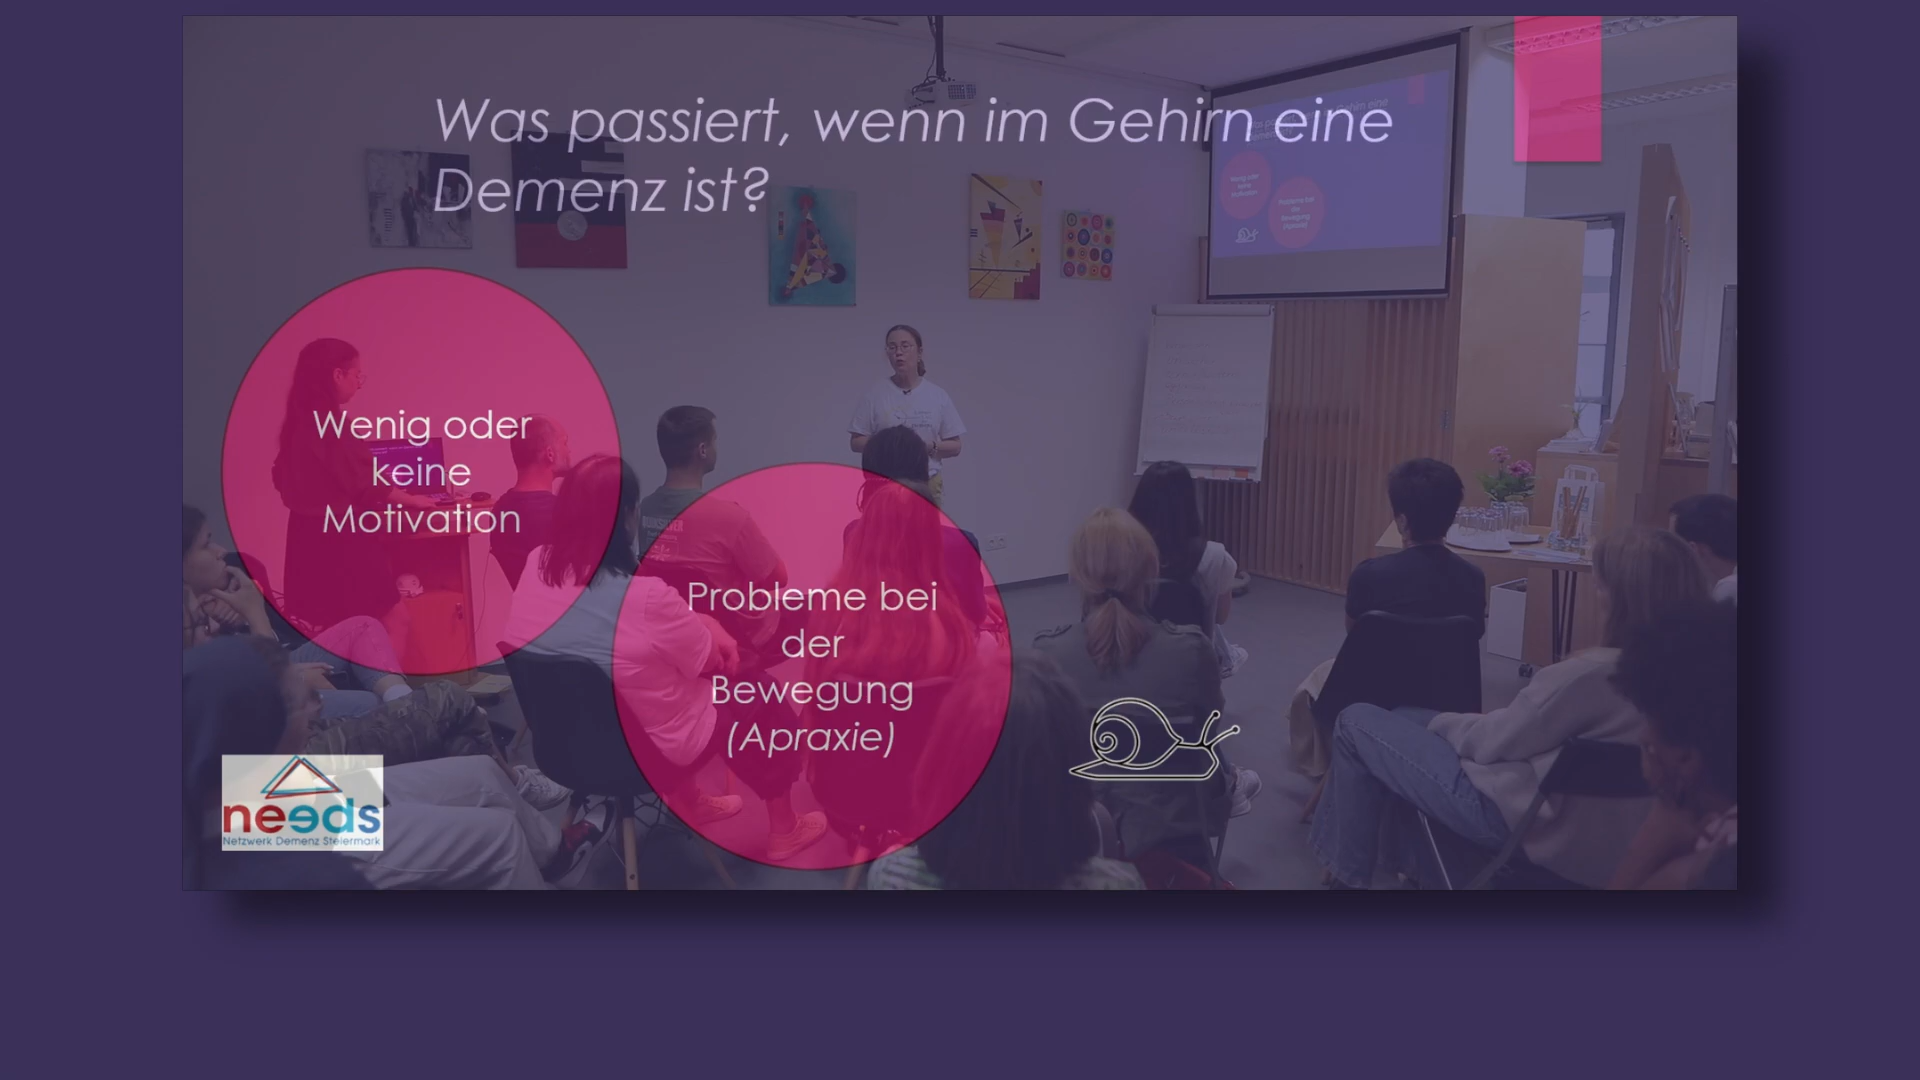 Was passiert, wenn im Gehirn eine
Demenz ist?
Wenig oder
keine
Motivation
Probleme bei
der
Bewegung
(Apraxie)
needs
Netzwerk Demenz Steiermark